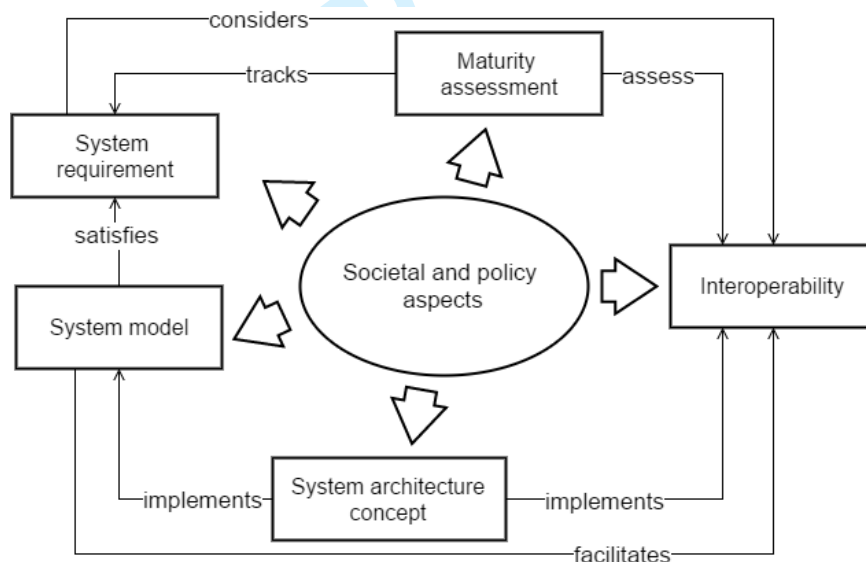 considers
Maturity
assessment
tracks
assess
System
requirement
satisfies
Societal and policy
aspects
Interoperability
System model
System architecture
concept
implements
implements
facilitates